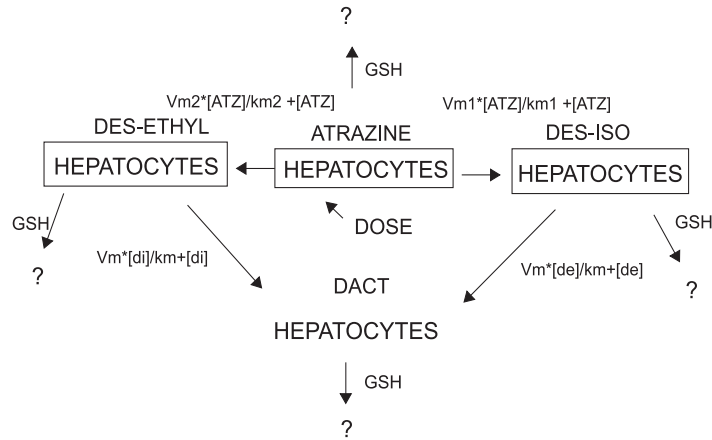 ?
GSH
Vm2*[ATZ]/km2 +[ATZ]
Vm1*[ATZ]/km1 +[ATZ]
DES-ETHYL
ATRAZINE
DES-ISO
HEPATOCYTES
HEPATOCYTES
HEPATOCYTES
GSH
DOSE
GSH
?
Vm*[di]/km+[di]
Vm*[de]/km+[de]
?
DACT
HEPATOCYTES
GSH
?